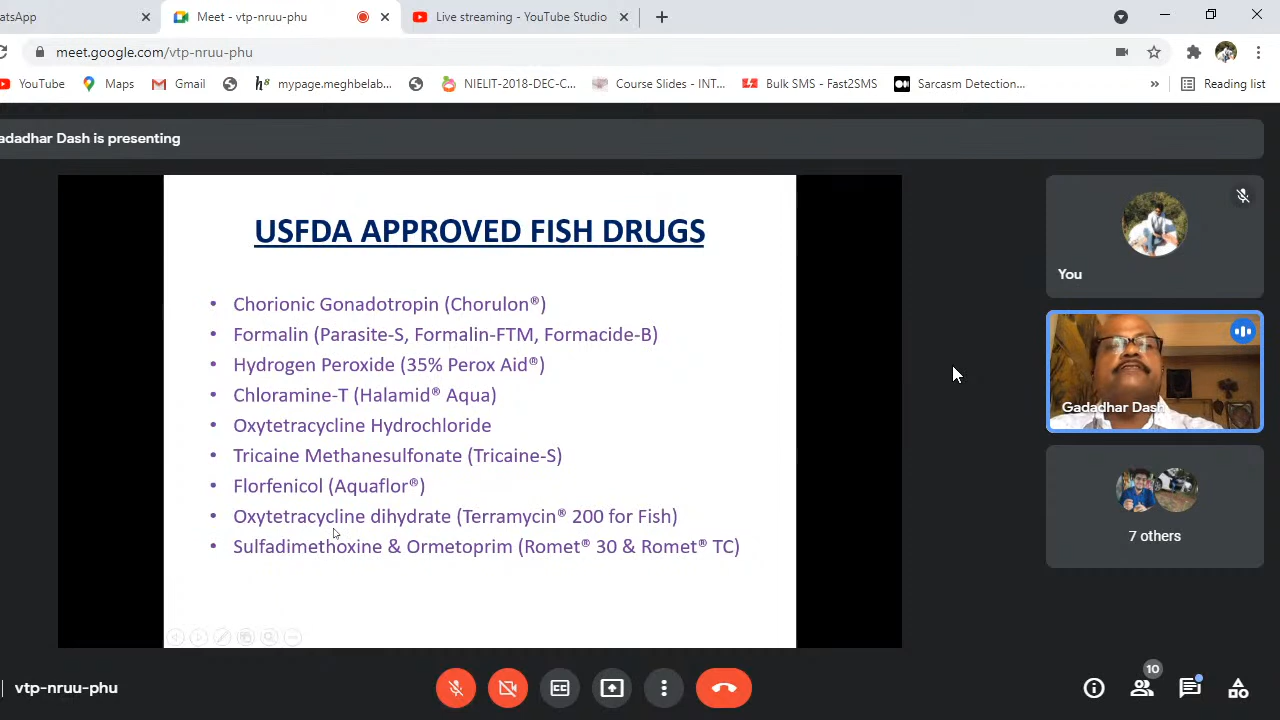 atsApp
Meet - vtp-nruu-phu
Live streaming - YouTube Studio
meet.google.com/vtp-nruu-phu
YouTube
Maps
Gmail
mypage.meghbelab...
NIELIT-2018-DEC-C...
Course Slides - INT...
Bulk SMS - Fast2SMS
Sarcasm Detection...
Reading list
adadhar Dash is presenting
USFDA APPROVED FISH DRUGS
• Chorionic Gonadotropin (Chorulon®)
• Formalin (Parasite-S, Formalin-FTM, Formacide-B)
• Hydrogen Peroxide (35% Perox Aid®)
• Chloramine-T (Halamid® Aqua)
• Oxytetracycline Hydrochloride
• Tricaine Methanesulfonate (Tricaine-S)
• Florfenicol (Aquaflor®)
• Oxytetracycline dihydrate (Terramycin® 200 for Fish)
• Sulfadimethoxine & Ormetoprim (Romet® 30 & Romet® TC)
You
Gadadhar Dash
7 others
vtp-nruu-phu
10